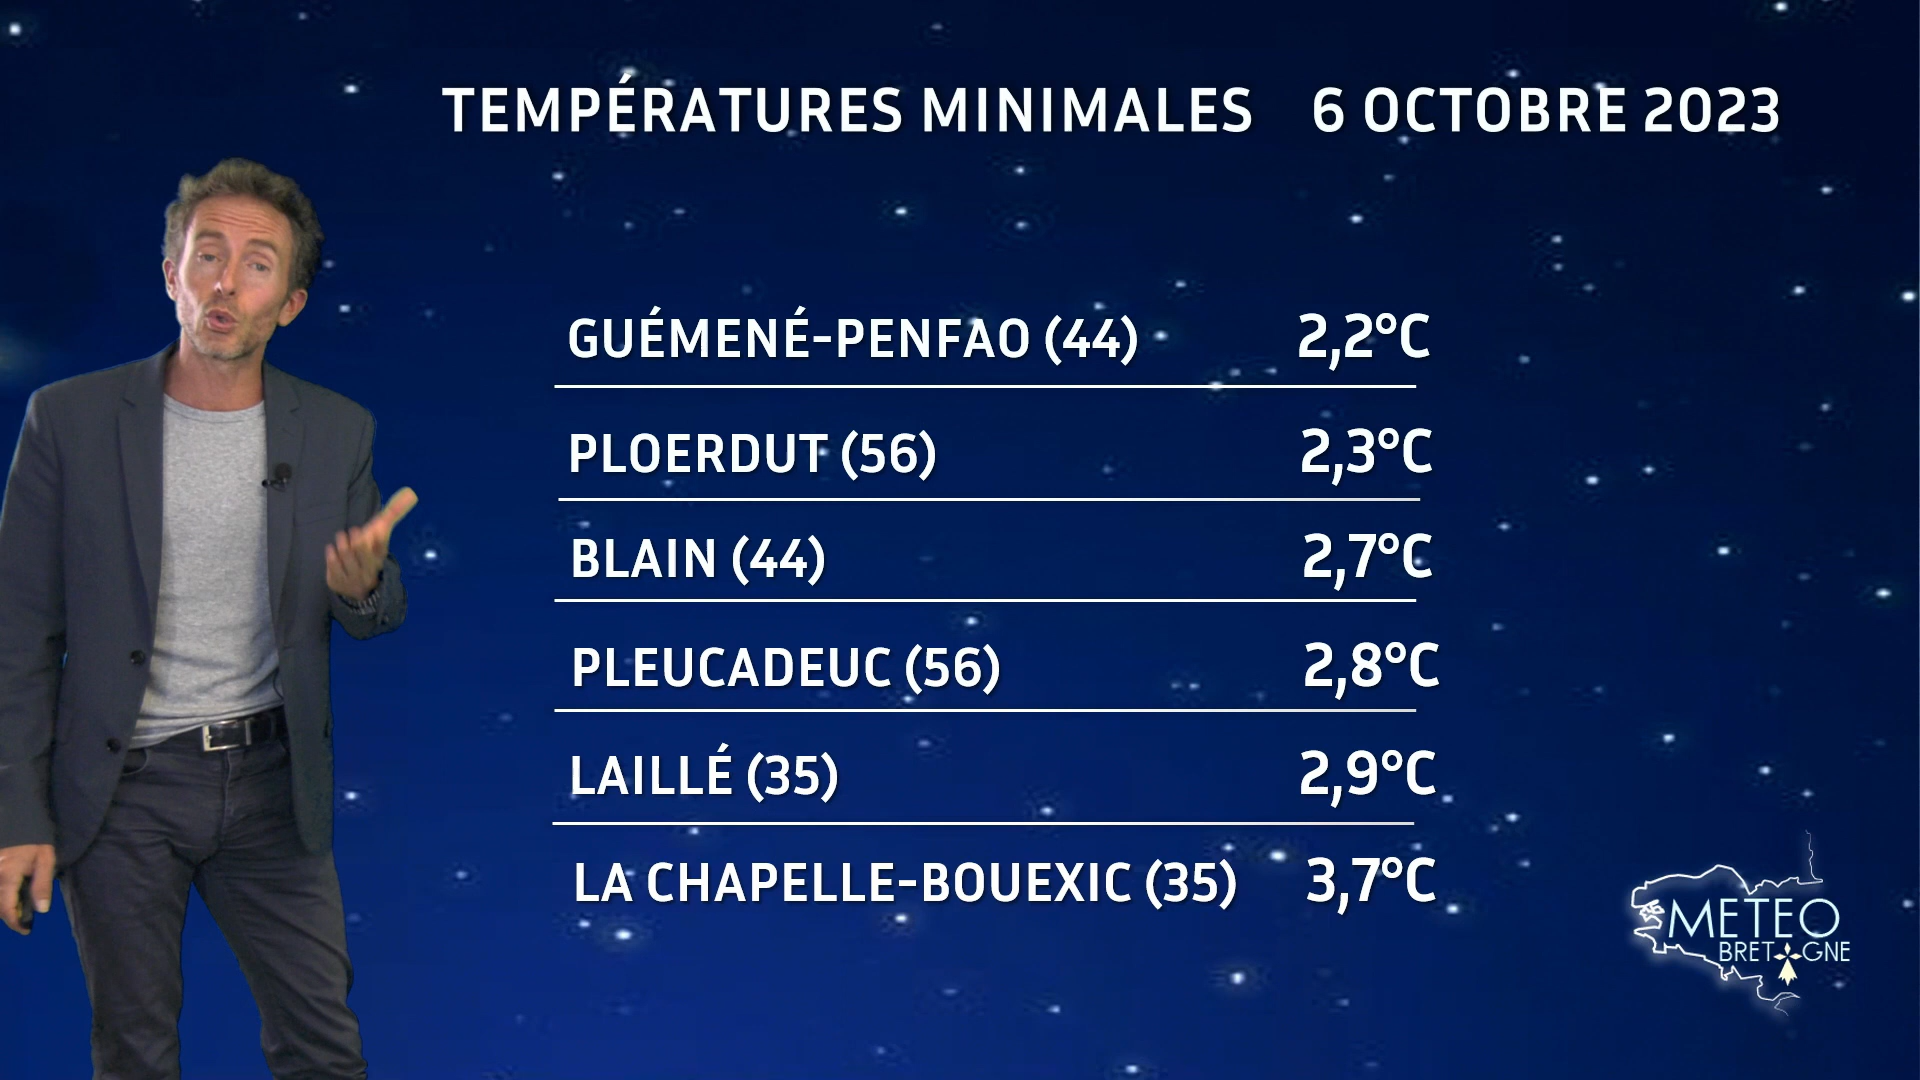 TEMPÉRATURES MINIMALES 6 OCTOBRE 2023
GUÉMENÉ-PENFAO (44) 2,2°C
PLOERDUT (56) 2,3°C
BLAIN (44) 2,7°C
PLEUCADEUC (56) 2,8°C
LAILLÉ (35) 2,9°C
LA CHAPELLE-BOUEXIC (35) 3,7°C
METEO
BRETAGNE